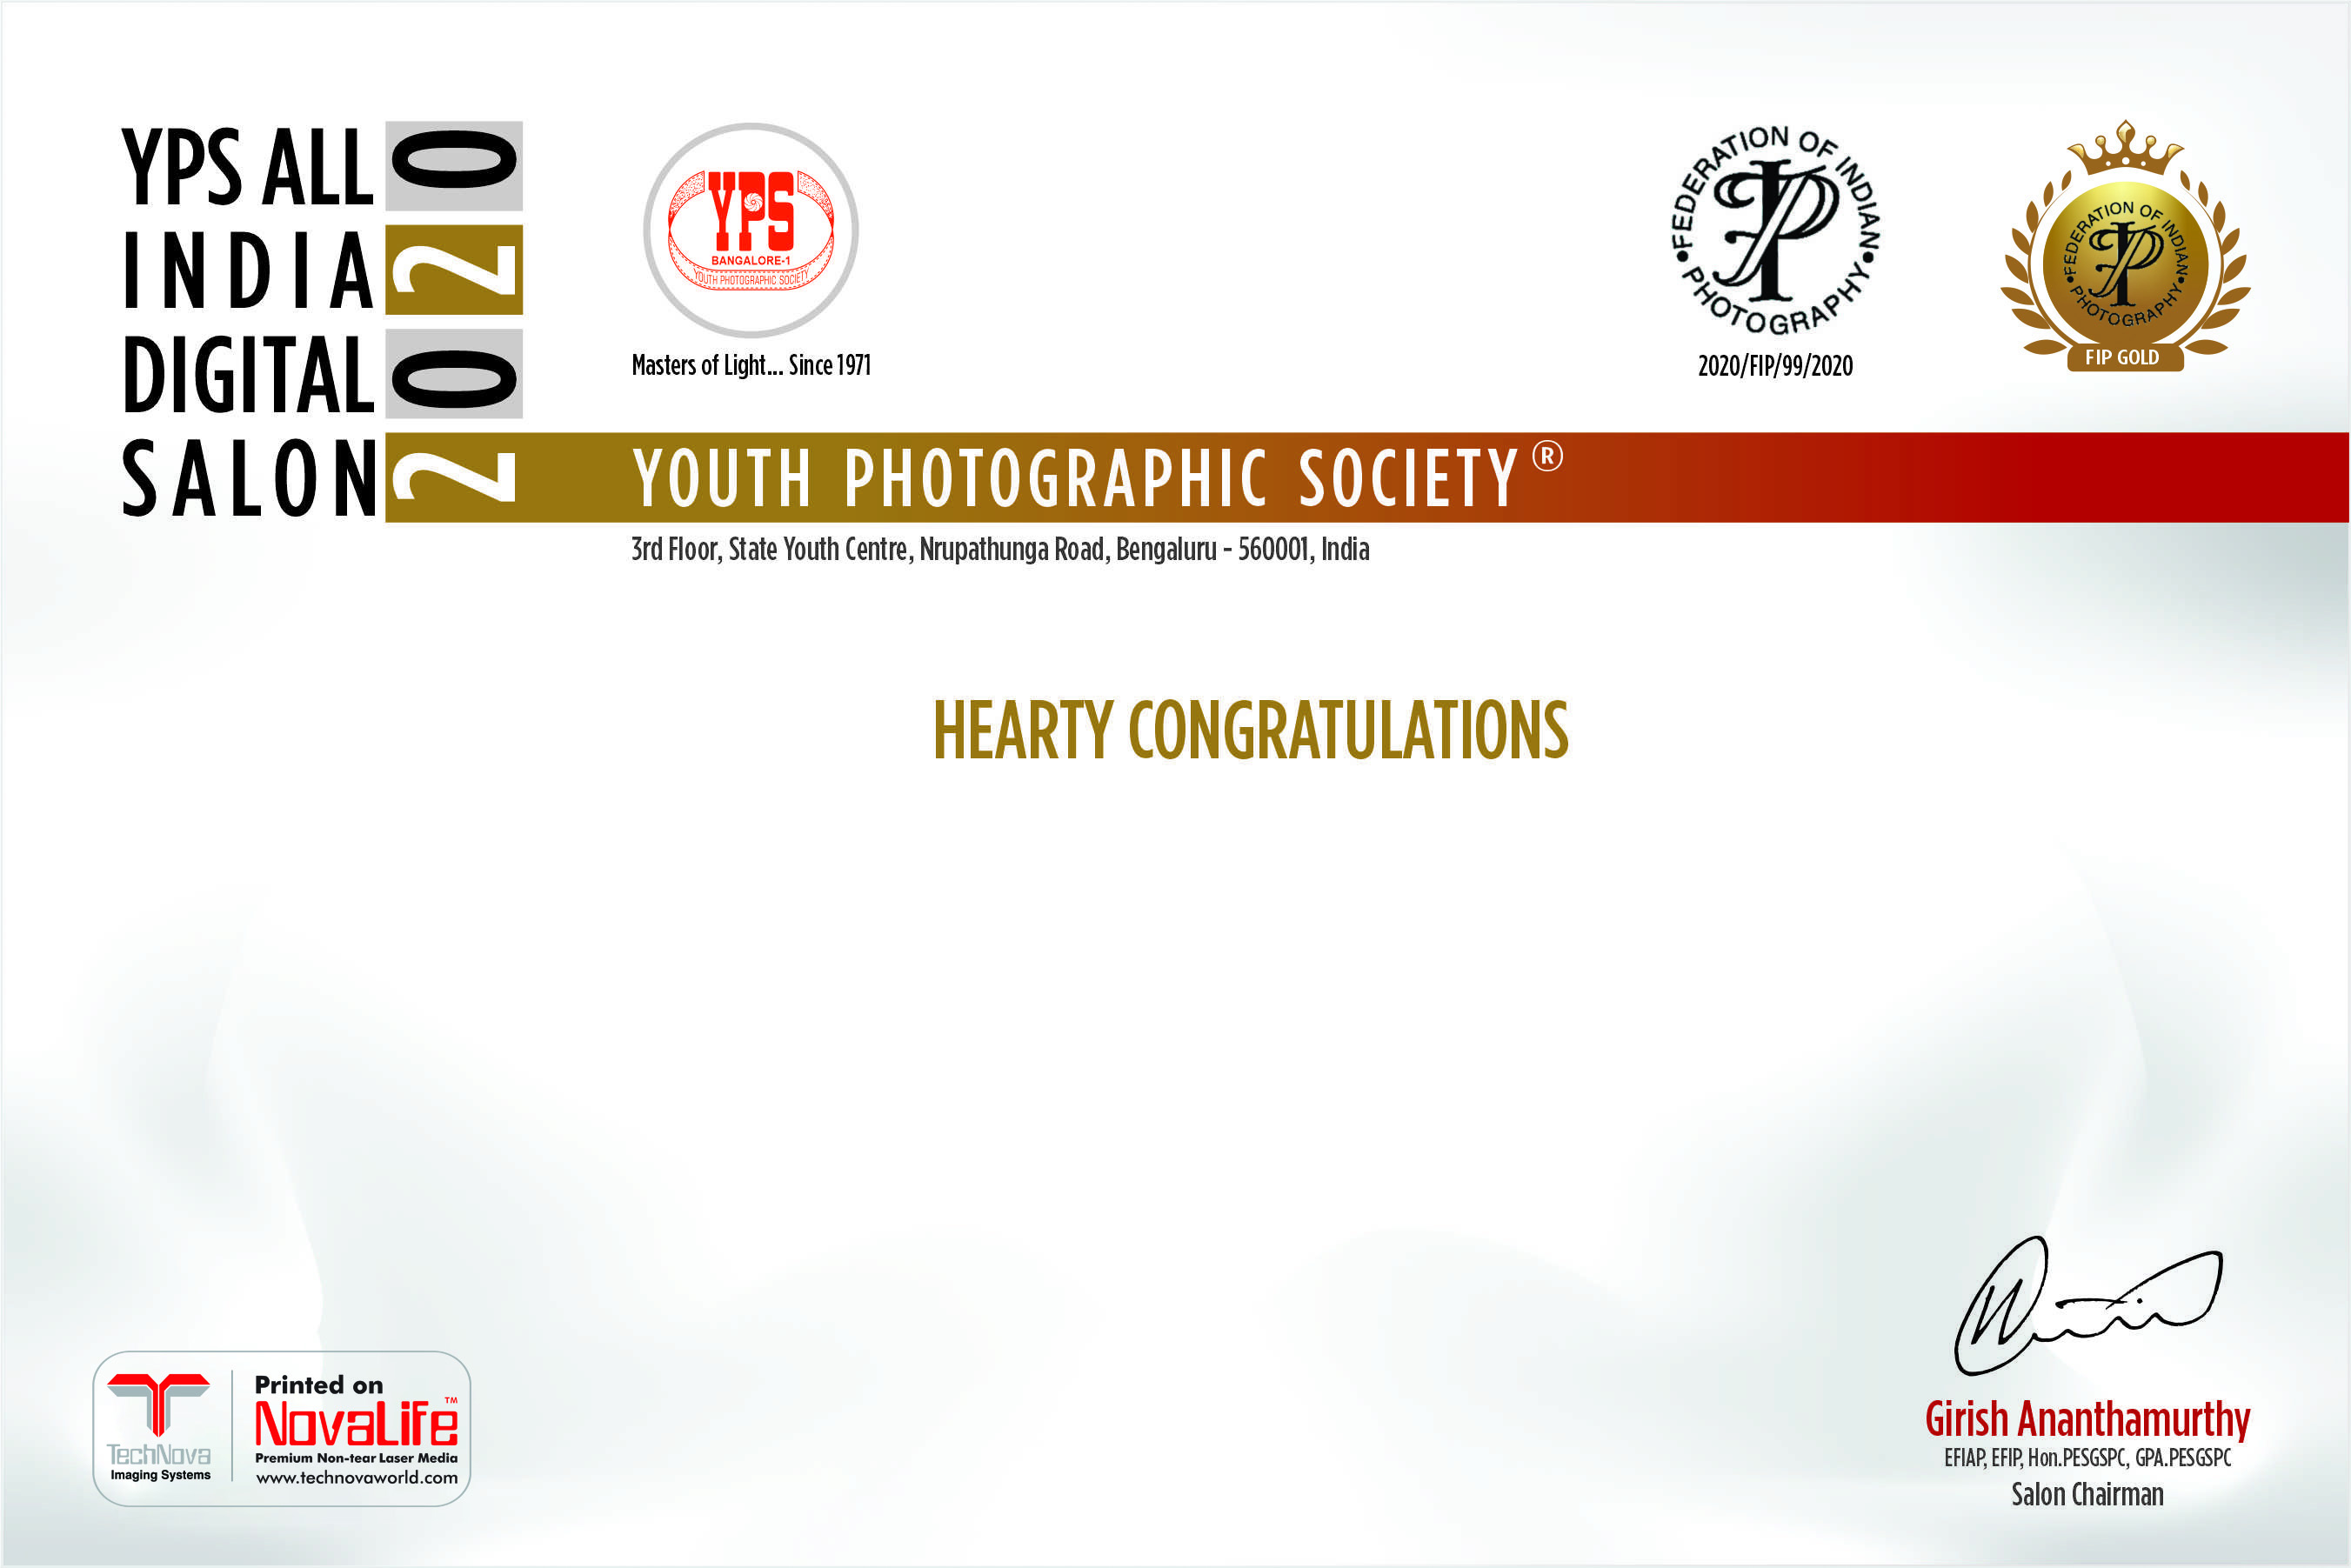 YPS ALL
INDIA
DIGITAL
SALON
2020
YPS
BANGALORE-1
YOUTH PHOTOGRAPHIC SOCIETY
Masters of Light... Since 1971
FEDERATION OF INDIAN
PHOTOGRAPHY
2020/FIP/99/2020
FEDERATION OF INDIAN
PHOTOGRAPHY
FIP GOLD
YOUTH PHOTOGRAPHIC SOCIETY ®
3rd Floor, State Youth Centre, Nrupathunga Road, Bengaluru - 560001, India
HEARTY CONGRATULATIONS
TechNova
Imaging Systems
Printed on
NovaLife™
Premium Non-tear Laser Media
www.technovaworld.com
Girish Ananthamurthy
EFIAP, EFIP, Hon.PESGSPC, GPA.PESGSPC
Salon Chairman